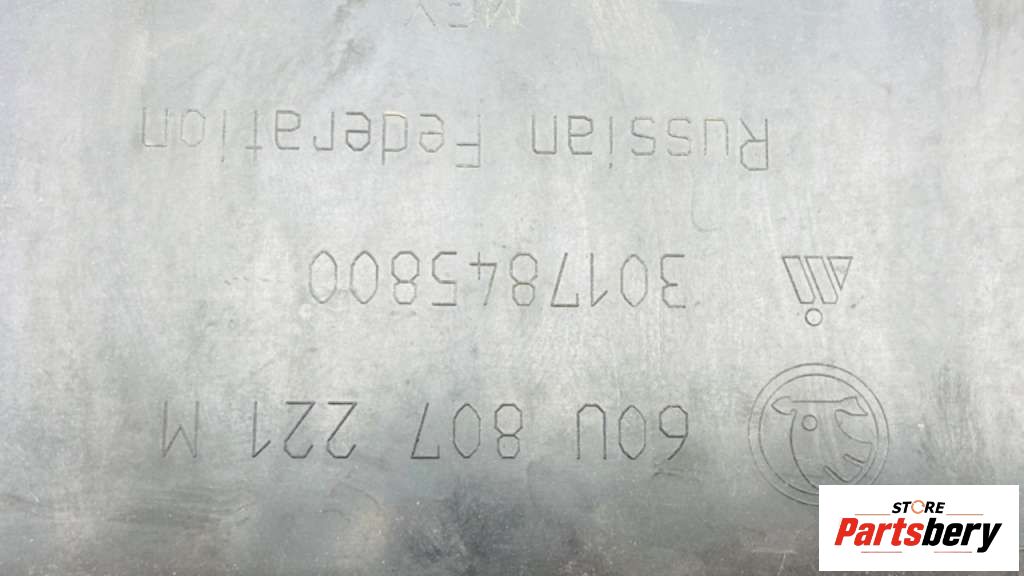 60U 807 221 M
3017845800
Russian Federation
STORE
Partsbery